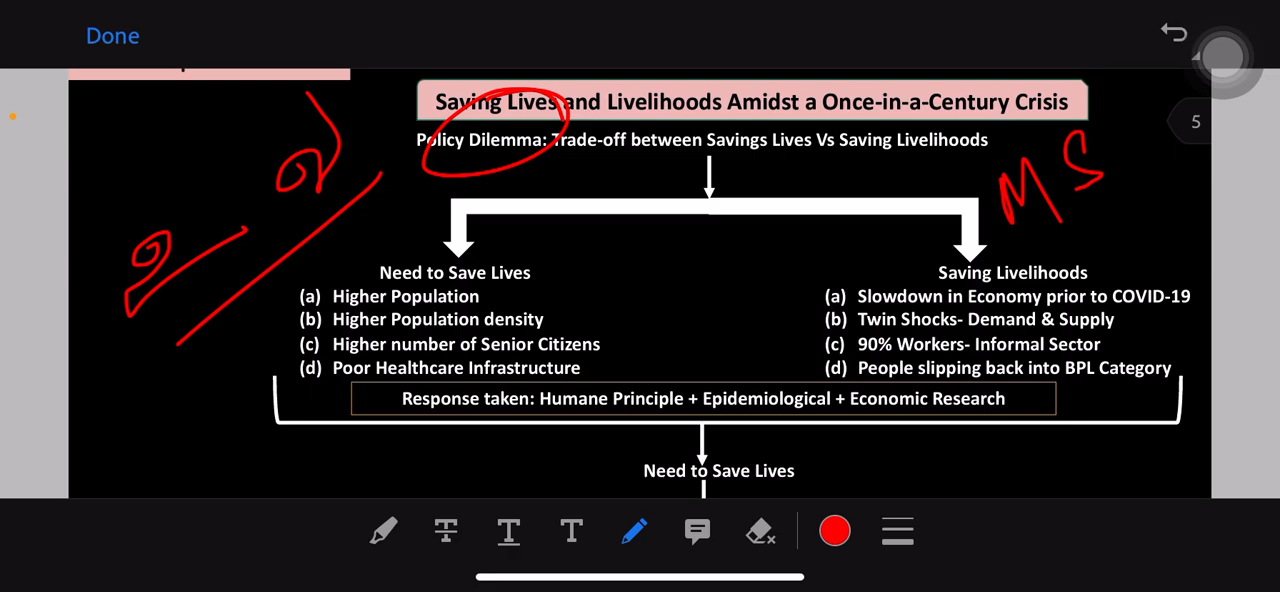 Done
Saving Lives and Livelihoods Amidst a Once-in-a-Century Crisis
5
Policy Dilemma: Trade-off between Savings Lives Vs Saving Livelihoods
MS
Need to Save Lives
(a) Higher Population
(b) Higher Population density
(c) Higher number of Senior Citizens
(d) Poor Healthcare Infrastructure
Saving Livelihoods
(a) Slowdown in Economy prior to COVID-19
(b) Twin Shocks- Demand & Supply
(c) 90% Workers- Informal Sector
(d) People slipping back into BPL Category
Response taken: Humane Principle + Epidemiological + Economic Research
Need to Save Lives